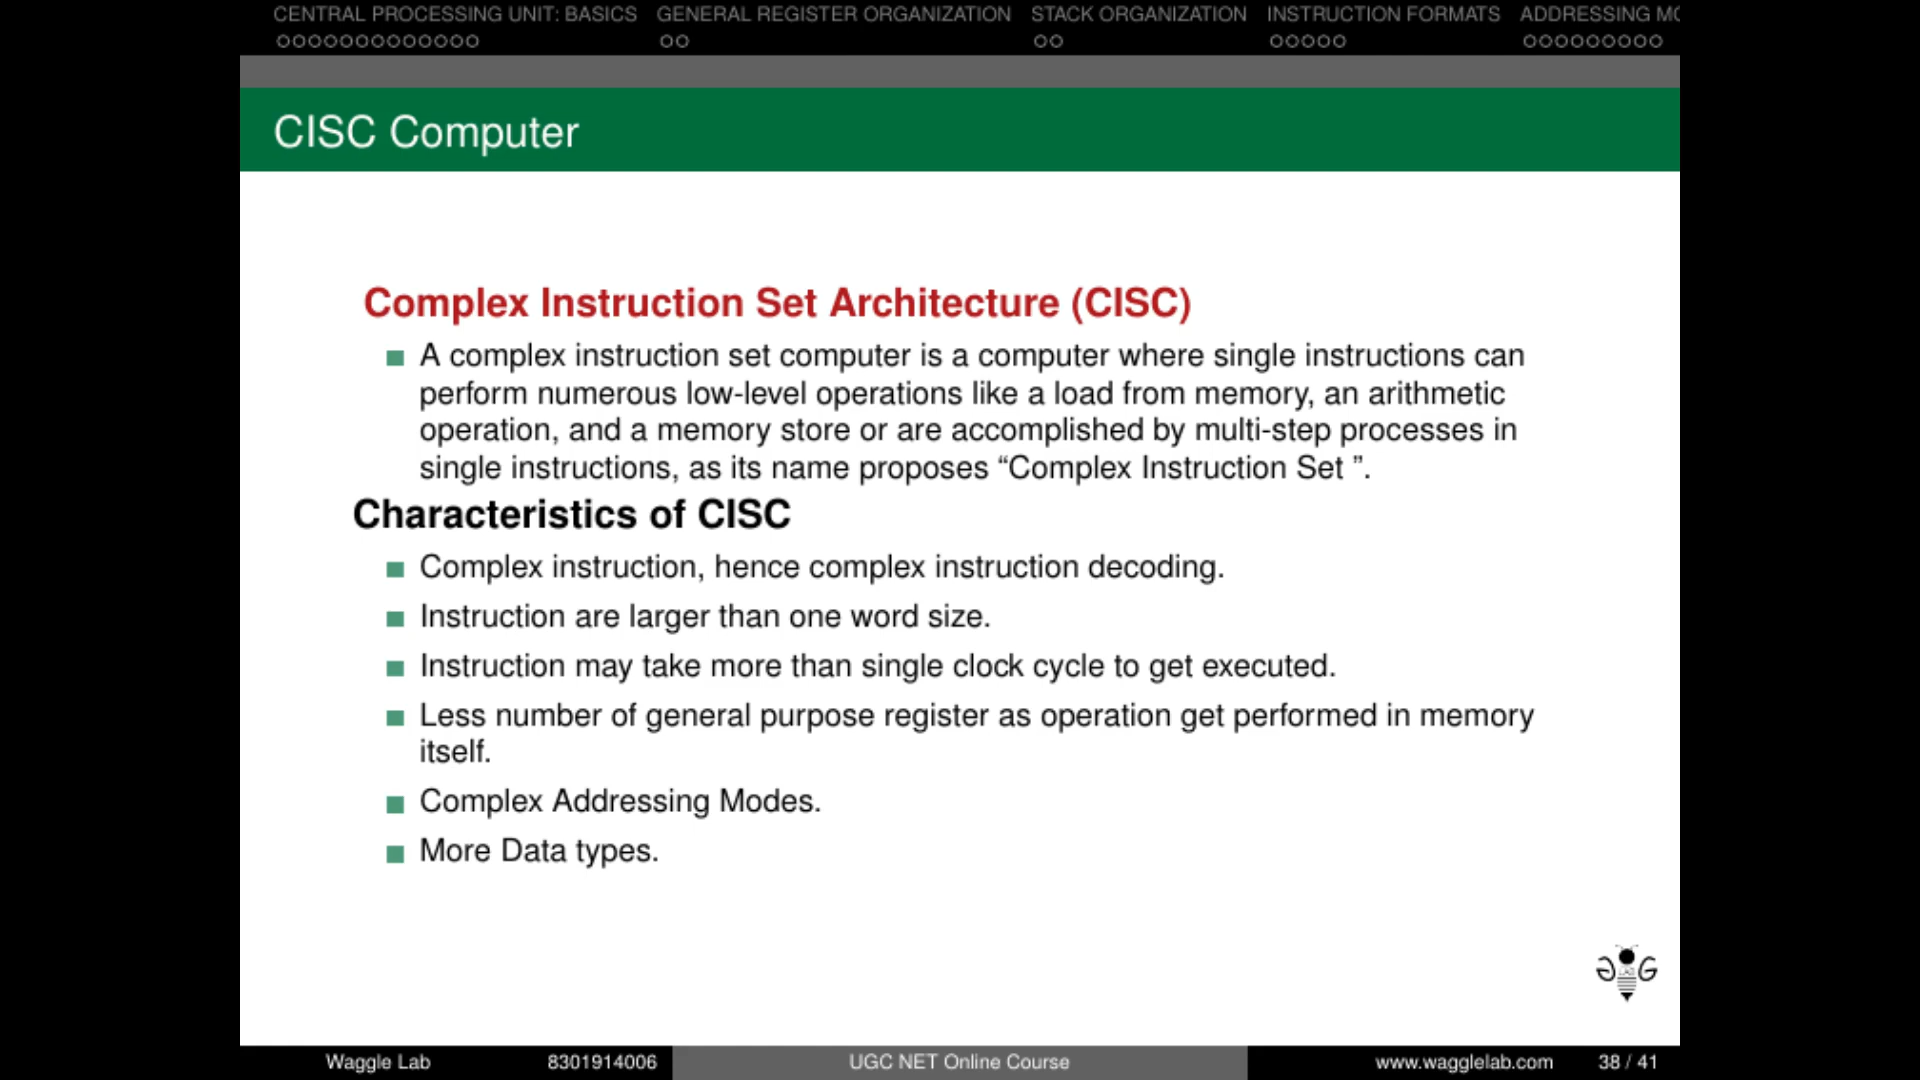 CENTRAL PROCESSING UNIT: BASICS GENERAL REGISTER ORGANIZATION STACK ORGANIZATION INSTRUCTION FORMATS ADDRESSING MO
CISC Computer
Complex Instruction Set Architecture (CISC)
A complex instruction set computer is a computer where single instructions can
perform numerous low-level operations like a load from memory, an arithmetic
operation, and a memory store or are accomplished by multi-step processes in
single instructions, as its name proposes “Complex Instruction Set ”.
Characteristics of CISC
Complex instruction, hence complex instruction decoding.
Instruction are larger than one word size.
Instruction may take more than single clock cycle to get executed.
Less number of general purpose register as operation get performed in memory
itself.
Complex Addressing Modes.
More Data types.
Waggle Lab 8301914006 UGC NET Online Course www.wagglelab.com 38 / 41